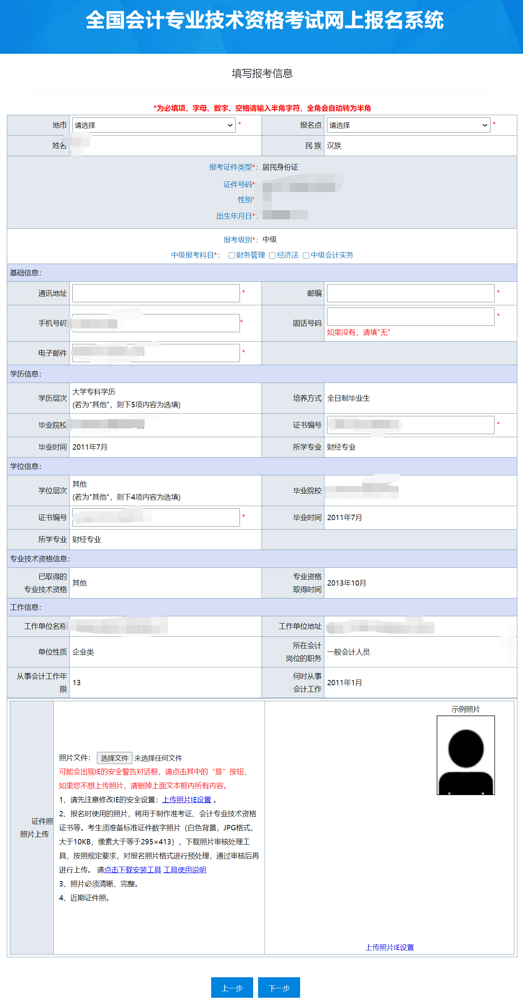 全国会计专业技术资格考试网上报名系统
填写报考信息
*为必填项，字母、数字、空格请输入半角字符，全角会自动转为半角
地市 请选择 * 报名点 请选择 *
姓名 民 族 汉族
报考证件类型*： 居民身份证
证件号码*
性别*
出生年月日*
报考级别*： 中级
中级报考科目*： 财务管理 经济法 中级会计实务
基础信息：
通讯地址 * 邮编 *
手机号码 * 固话号码 *
如果没有，请填"无"
电子邮件 *
学历信息：
学历层次 大学专科学历
(若为"其他"，则下5项内容为选填)
培养方式 全日制毕业生
毕业院校 证书编号 *
毕业时间 2011年7月 所学专业 财经专业
学位信息：
学位层次 其他
(若为"其他"，则下4项内容为选填)
毕业院校
证书编号 * 毕业时间 2011年7月
所学专业 财经专业
专业技术资格信息：
已取得的
专业技术资格 其他
专业资格
取得时间 2013年10月
工作信息：
工作单位名称 工作单位地址
单位性质 企业类
所在会计
岗位的职务 一般会计人员
从事会计工作年
限 13
何时从事
会计工作 2011年1月
示例照片
证件照
照片上传
照片文件： 选择文件 未选择任何文件
可能会出现IE的安全警告对话框，请点击其中的“是”按钮，
如果您不想上传照片，请删掉上面文本框内所有内容。
1、请先注意修改IE的安全设置：上传照片IE设置 。
2、报名时使用的照片，将用于制作准考证、会计专业技术资格
证书等。考生须准备标准证件数字照片（白色背景，JPG格式，
大于10KB，像素大于等于295×413），下载照片审核处理工
具，按照规定要求，对报名照片格式进行预处理，通过审核后再
进行上传。 请点击下载安装工具 工具使用说明
3、照片必须清晰、完整。
4、近期证件照。
上传照片IE设置
上一步 下一步